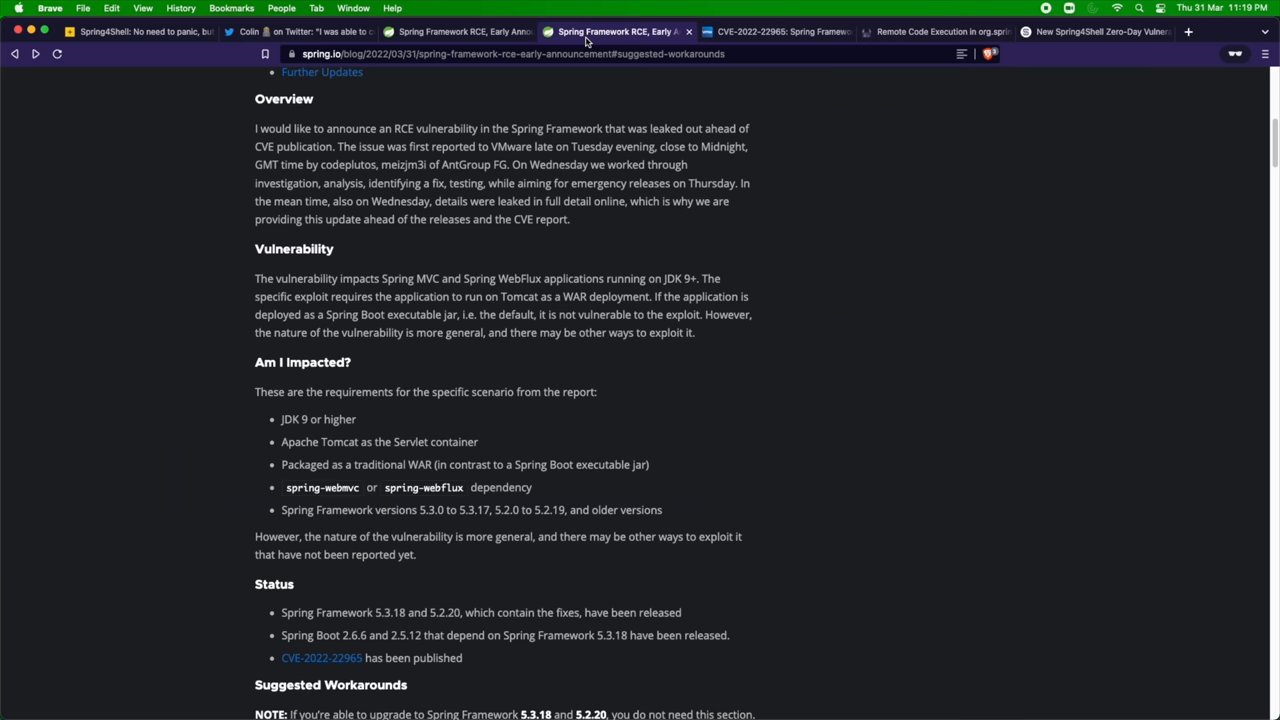 Brave File Edit View History Bookmarks People Tab Window Help Thu 31 Mar 11:19 PM
Spring4Shell: No need to panic, bu
Colin on Twitter: "I was able to c
Spring Framework RCE, Early Anno
Spring Framework RCE, Early A
CVE-2022-22965: Spring Framewo
Remote Code Execution in org.sprin
New Spring4Shell Zero-Day Vulnera
spring.io/blog/2022/03/31/spring-framework-rce-early-announcement#suggested-workarounds
Further Updates
Overview
I would like to announce an RCE vulnerability in the Spring Framework that was leaked out ahead of
CVE publication. The issue was first reported to VMware late on Tuesday evening, close to Midnight,
GMT time by codeplutos, meizjm3i of AntGroup FG. On Wednesday we worked through
investigation, analysis, identifying a fix, testing, while aiming for emergency releases on Thursday. In
the mean time, also on Wednesday, details were leaked in full detail online, which is why we are
providing this update ahead of the releases and the CVE report.
Vulnerability
The vulnerability impacts Spring MVC and Spring WebFlux applications running on JDK 9+. The
specific exploit requires the application to run on Tomcat as a WAR deployment. If the application is
deployed as a Spring Boot executable jar, i.e. the default, it is not vulnerable to the exploit. However,
the nature of the vulnerability is more general, and there may be other ways to exploit it.
Am I Impacted?
These are the requirements for the specific scenario from the report:
• JDK 9 or higher
• Apache Tomcat as the Servlet container
• Packaged as a traditional WAR (in contrast to a Spring Boot executable jar)
• spring-webmvc or spring-webflux dependency
• Spring Framework versions 5.3.0 to 5.3.17, 5.2.0 to 5.2.19, and older versions
However, the nature of the vulnerability is more general, and there may be other ways to exploit it
that have not been reported yet.
Status
• Spring Framework 5.3.18 and 5.2.20, which contain the fixes, have been released
• Spring Boot 2.6.6 and 2.5.12 that depend on Spring Framework 5.3.18 have been released.
• CVE-2022-22965 has been published
Suggested Workarounds
NOTE: If you're able to upgrade to Spring Framework 5.3.18 and 5.2.20, you do not need this section.